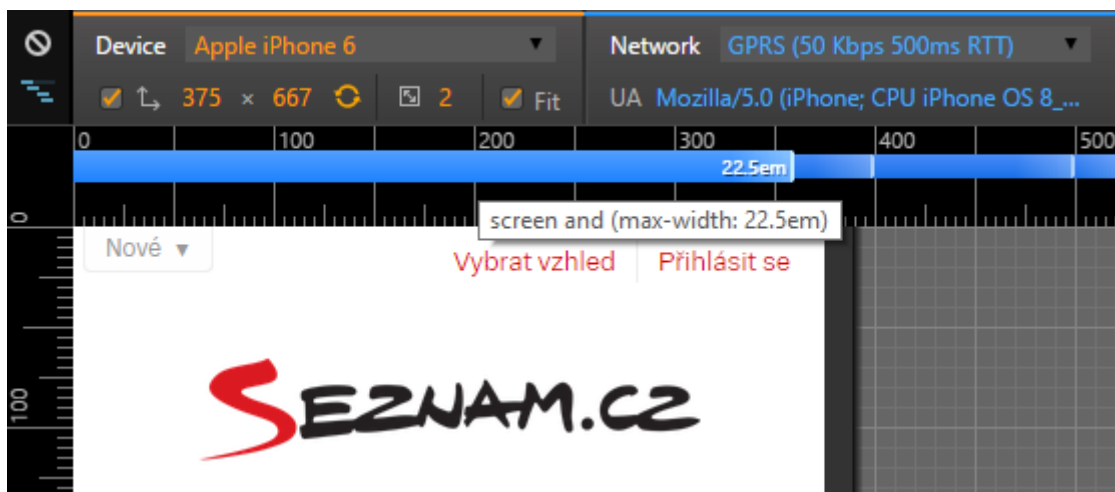 Device Apple iPhone 6 ▼ Network GPRS (50 Kbps 500ms RTT) ▼
375 × 667 2 Fit UA Mozilla/5.0 (iPhone; CPU iPhone OS 8_...
0 100 200 300 400 500
22.5em
0
screen and (max-width: 22.5em)
Nové ▼ Vybrat vzhled Přihlásit se
100
SEZNAM.CZ